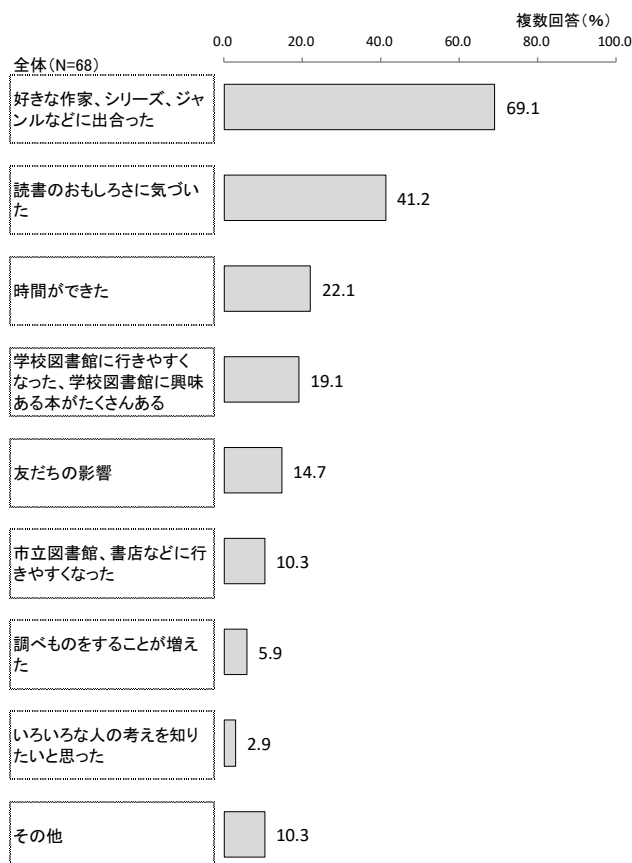 複数回答（％）
0.0 20.0 40.0 60.0 80.0 100.0
全体（N=68）
好きな作家、シリーズ、ジャ
ンルなどに出合った
69.1
読書のおもしろさに気づい
た
41.2
時間ができた
22.1
学校図書館に行きやすく
なった、学校図書館に興味
ある本がたくさんある
19.1
友だちの影響
14.7
市立図書館、書店などに行
きやすくなった
10.3
調べものをすることが増え
た
5.9
いろいろな人の考えを知り
たいと思った
2.9
その他
10.3